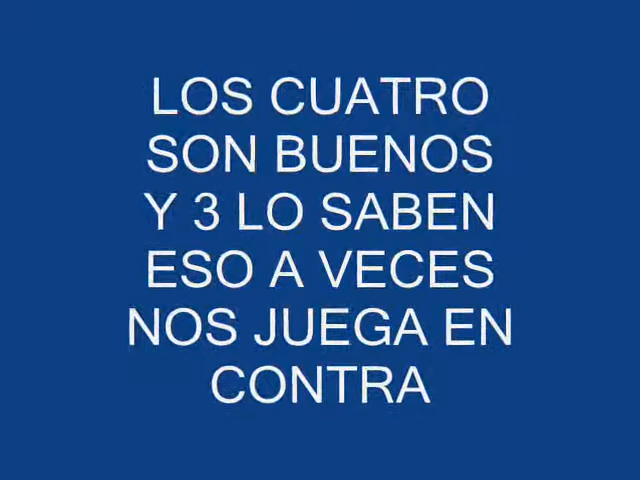 LOS CUATRO
SON BUENOS
Y 3 LO SABEN
ESO A VECES
NOS JUEGA EN
CONTRA